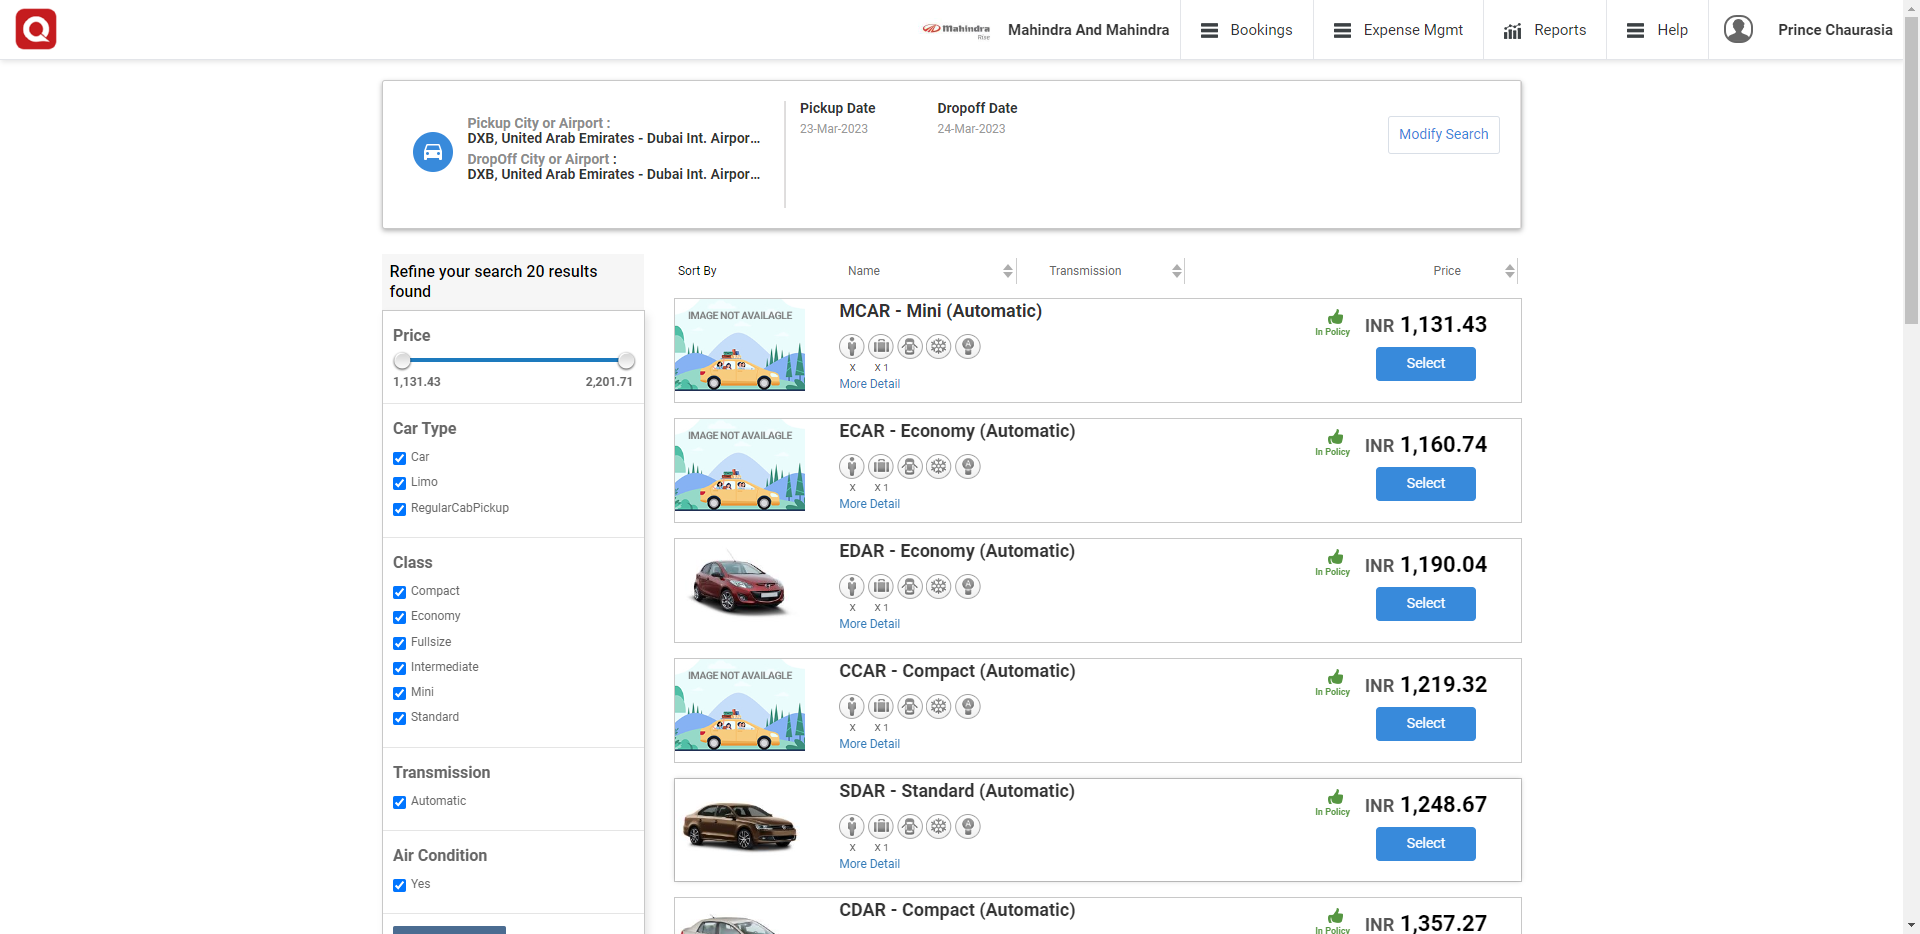 Mahindra
Rise
Mahindra And Mahindra
Bookings
Expense Mgmt
Reports
Help
Prince Chaurasia
Pickup City or Airport :
DXB, United Arab Emirates - Dubai Int. Airpor...
DropOff City or Airport :
DXB, United Arab Emirates - Dubai Int. Airpor...
Pickup Date
23-Mar-2023
Dropoff Date
24-Mar-2023
Modify Search
Refine your search 20 results
found
Price
1,131.43 2,201.71
Car Type
Car
Limo
RegularCabPickup
Class
Compact
Economy
Fullsize
Intermediate
Mini
Standard
Transmission
Automatic
Air Condition
Yes
Sort By Name Transmission Price
IMAGE NOT AVAILAGLE
MCAR - Mini (Automatic)
X X 1
More Detail
In Policy
INR 1,131.43
Select
IMAGE NOT AVAILAGLE
ECAR - Economy (Automatic)
X X 1
More Detail
In Policy
INR 1,160.74
Select
EDAR - Economy (Automatic)
X X 1
More Detail
In Policy
INR 1,190.04
Select
IMAGE NOT AVAILAGLE
CCAR - Compact (Automatic)
X X 1
More Detail
In Policy
INR 1,219.32
Select
SDAR - Standard (Automatic)
X X 1
More Detail
In Policy
INR 1,248.67
Select
CDAR - Compact (Automatic)
In Policy
INR 1,357.27